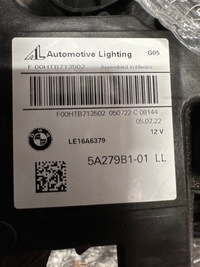 AL Automotive Lighting G05
F 00HTB713502 Assembled in Mexico
F00HTB713502 050722 C 08144
05.07.22
LE16A6379 12 V
5A279B1-01 LL